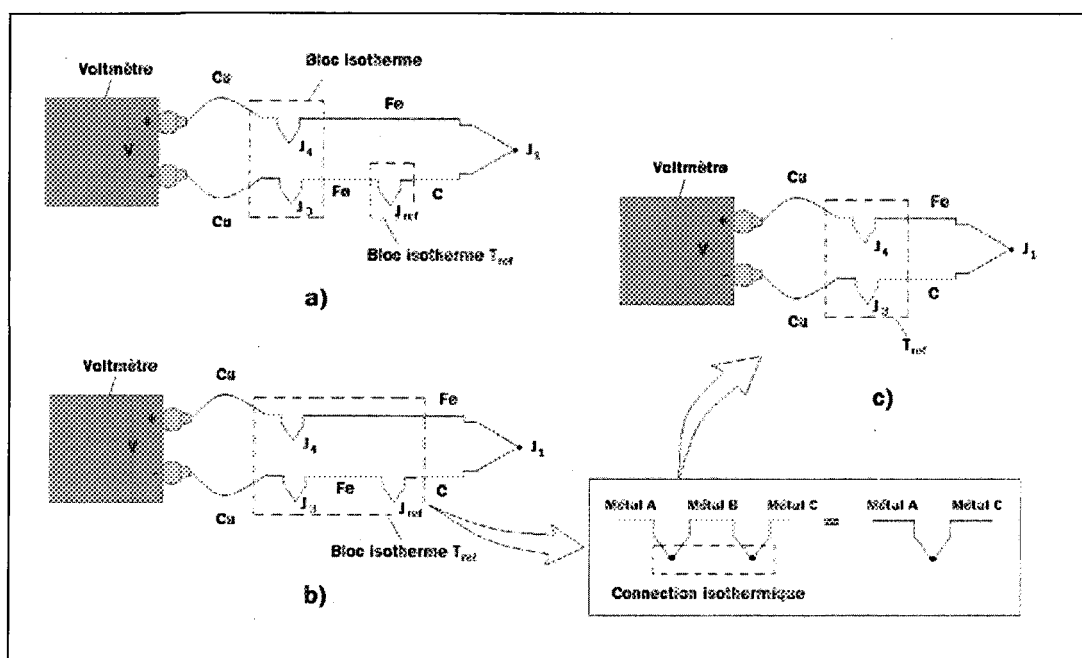 Bloc isotherme
Voltmètre
Cu
Fe
+
V
-
J4
J1
Fe
C
J3
Jref
Cu
Bloc isotherme Tref
a)
Voltmètre
Cu
Fe
+
V
J4
J1
C
J3
Cu
Tref
c)
Voltmètre
Cu
Fe
+
V
J4
J1
Fe
C
J3
Jref
Cu
Bloc isotherme Tref
b)
Métal A Métal B Métal C = Métal A Métal C
Connection isothermique